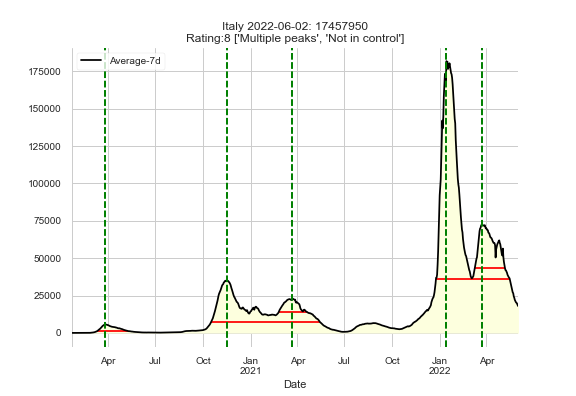 Italy 2022-06-02: 17457950
Rating:8 ['Multiple peaks', 'Not in control']
Average-7d
175000
150000
125000
100000
75000
50000
25000
0
Apr Jul Oct Jan Apr Jul Oct Jan Apr
2021 2022
Date